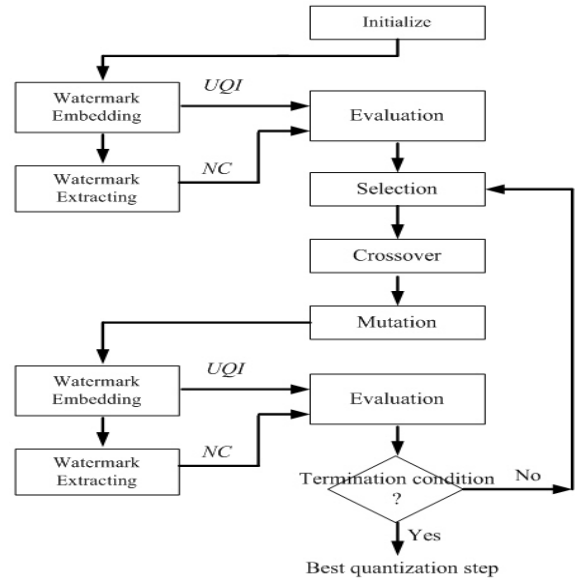 Initialize
Watermark
Embedding
UQI
Evaluation
Watermark
Extracting
NC
Selection
Crossover
Mutation
Watermark
Embedding
UQI
Evaluation
Watermark
Extracting
NC
Termination condition
?
No
Yes
Best quantization step